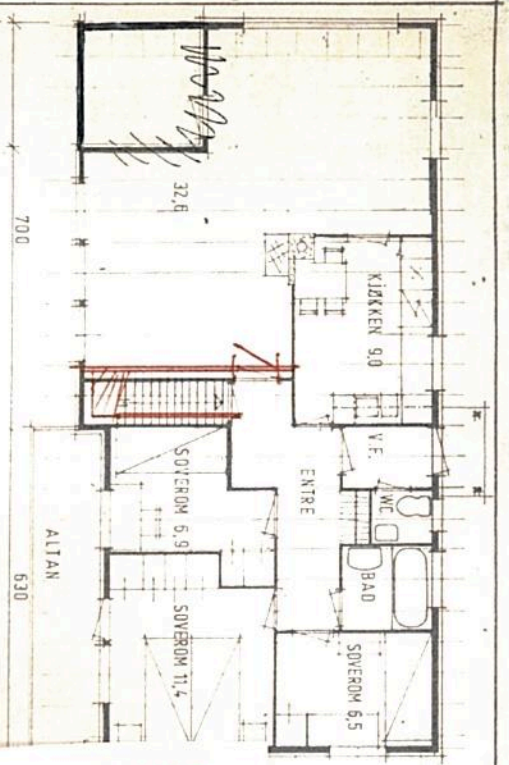 32,6
700
KJØKKEN 9.0
V.F.
WC
BAD
ENTRE
SOVEROM 6,9
SOVEROM 11,4
SOVEROM 6,5
ALTAN
630